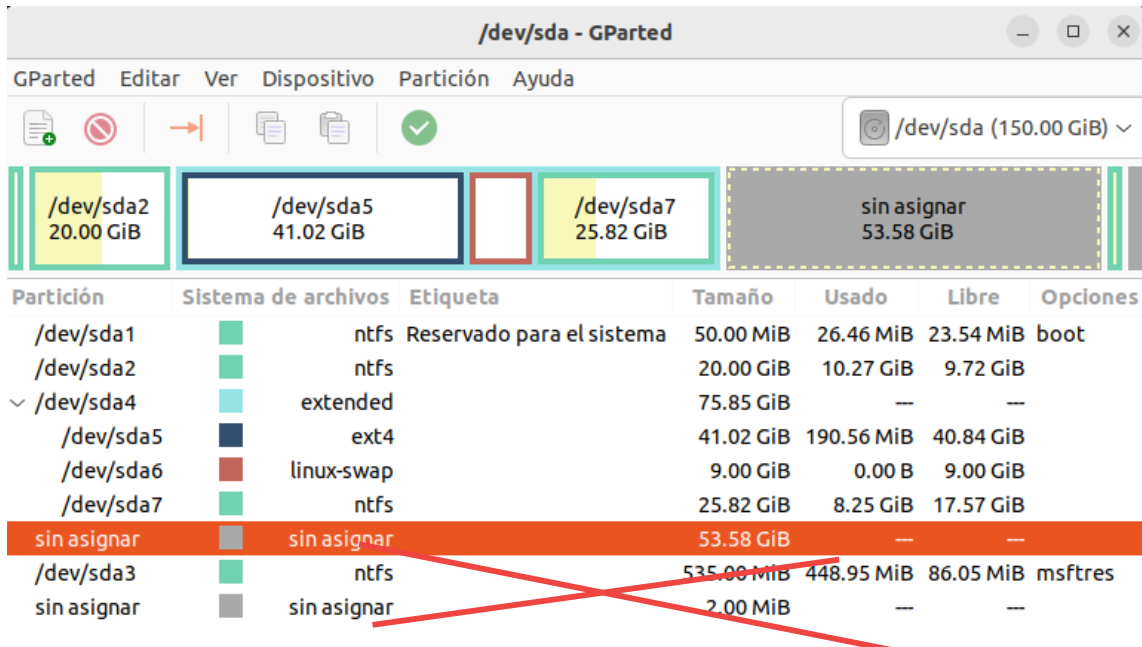 /dev/sda - GParted
GParted Editar Ver Dispositivo Partición Ayuda
/dev/sda (150.00 GiB)
/dev/sda2 /dev/sda5 /dev/sda7 sin asignar
20.00 GiB 41.02 GiB 25.82 GiB 53.58 GiB
Partición Sistema de archivos Etiqueta Tamaño Usado Libre Opciones
/dev/sda1 ntfs Reservado para el sistema 50.00 MiB 26.46 MiB 23.54 MiB boot
/dev/sda2 ntfs 20.00 GiB 10.27 GiB 9.72 GiB
/dev/sda4 extended 75.85 GiB --- ---
/dev/sda5 ext4 41.02 GiB 190.56 MiB 40.84 GiB
/dev/sda6 linux-swap 9.00 GiB 0.00 B 9.00 GiB
/dev/sda7 ntfs 25.82 GiB 8.25 GiB 17.57 GiB
sin asignar sin asignar 53.58 GiB --- ---
/dev/sda3 ntfs 535.00 MiB 448.95 MiB 86.05 MiB msftres
sin asignar sin asignar 2.00 MiB --- ---